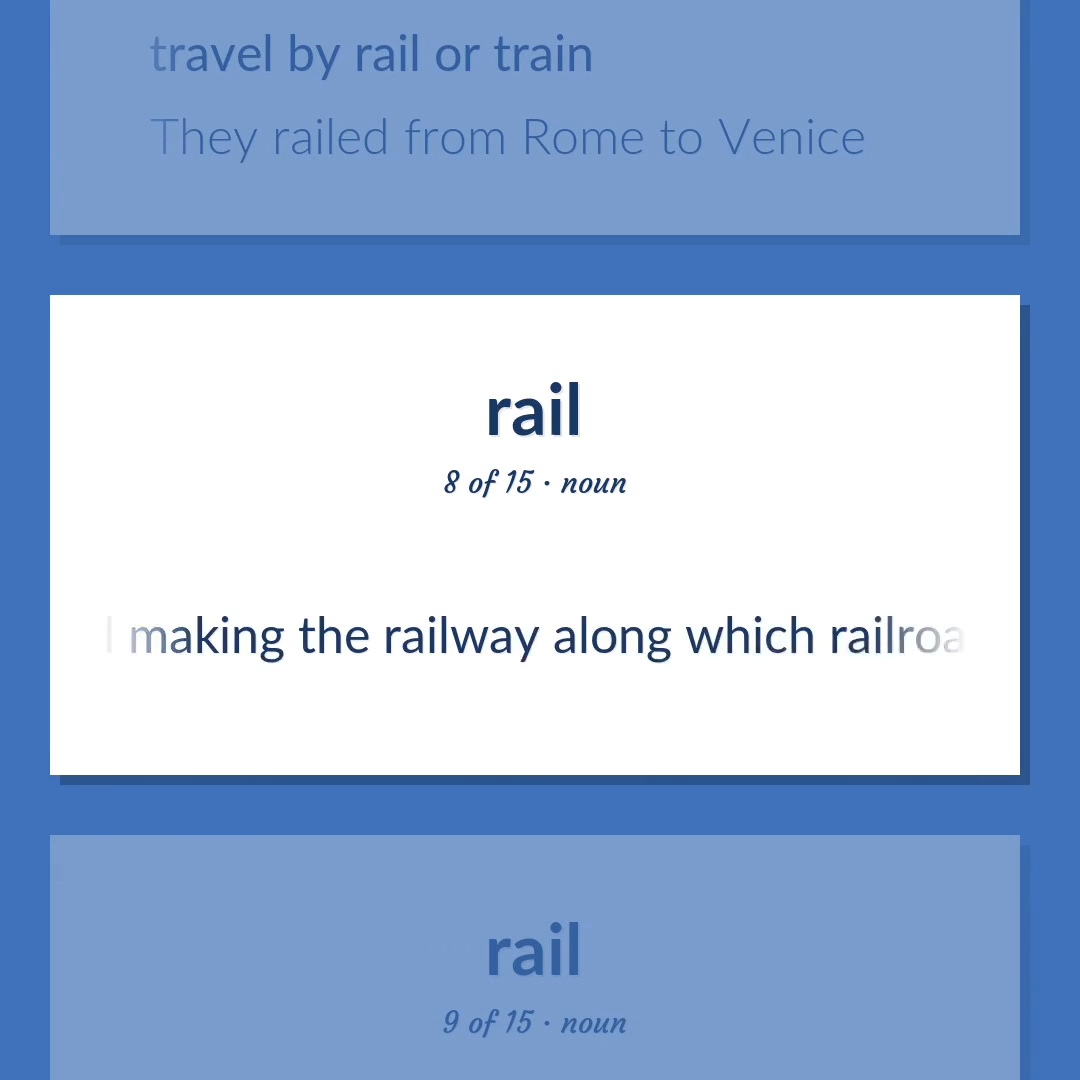 travel by rail or train
They railed from Rome to Venice
rail
8 of 15 · noun
making the railway along which
rail
9 of 15 · noun